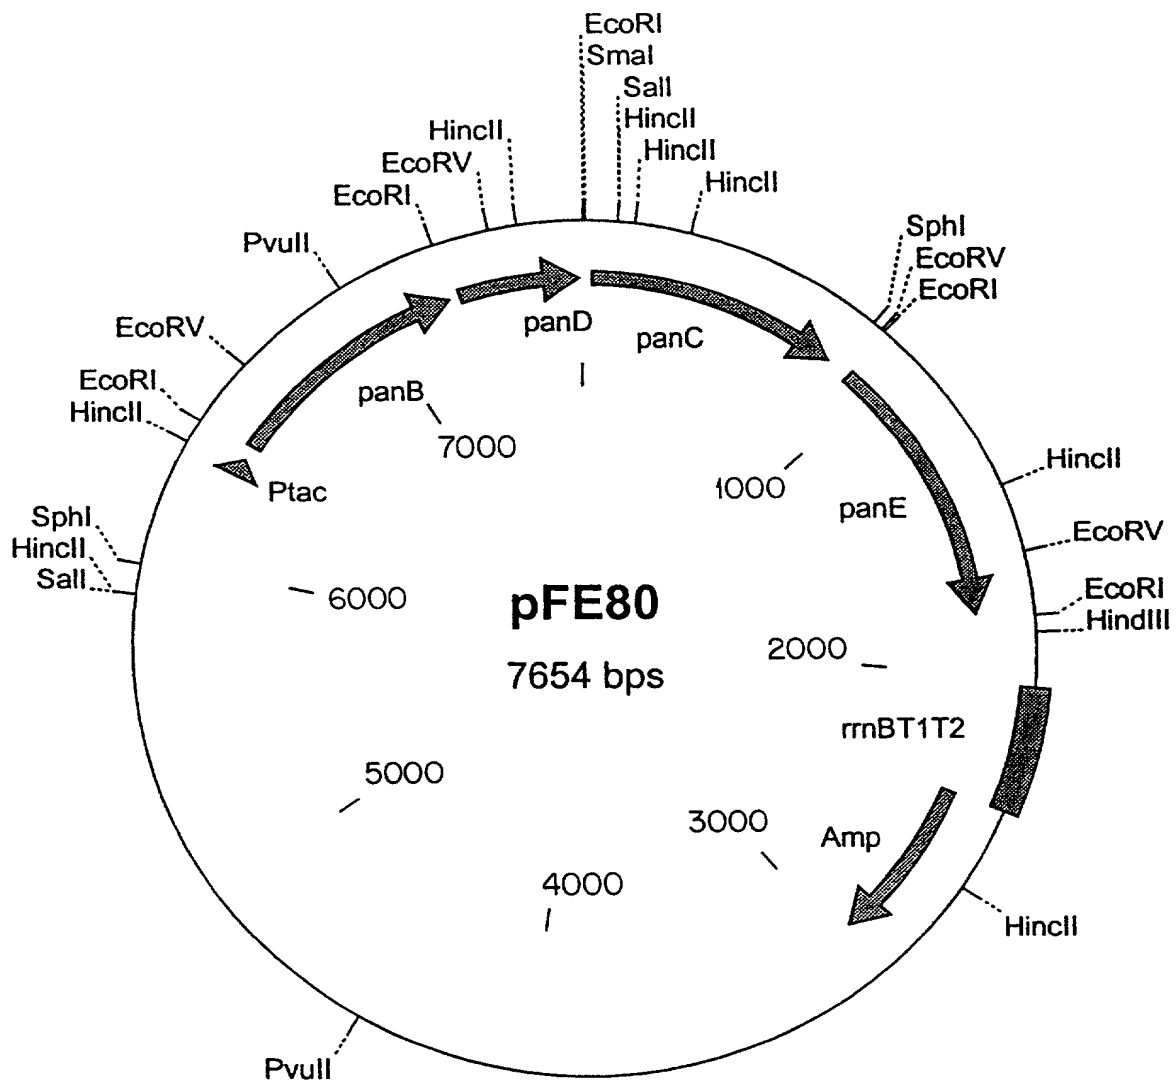 EcoRI
SmaI
SalI
HincII
HincII
HincII
HincII
EcoRV
EcoRI
PvuII
EcoRV
EcoRI
HincII
SphI
HincII
SalI
SphI
EcoRV
EcoRI
HincII
EcoRV
EcoRI
HindIII
HincII
PvuII
panB
panD
panC
panE
Ptac
7000
1000
6000
2000
5000
3000
4000
pFE80
7654 bps
rrnBT1T2
Amp